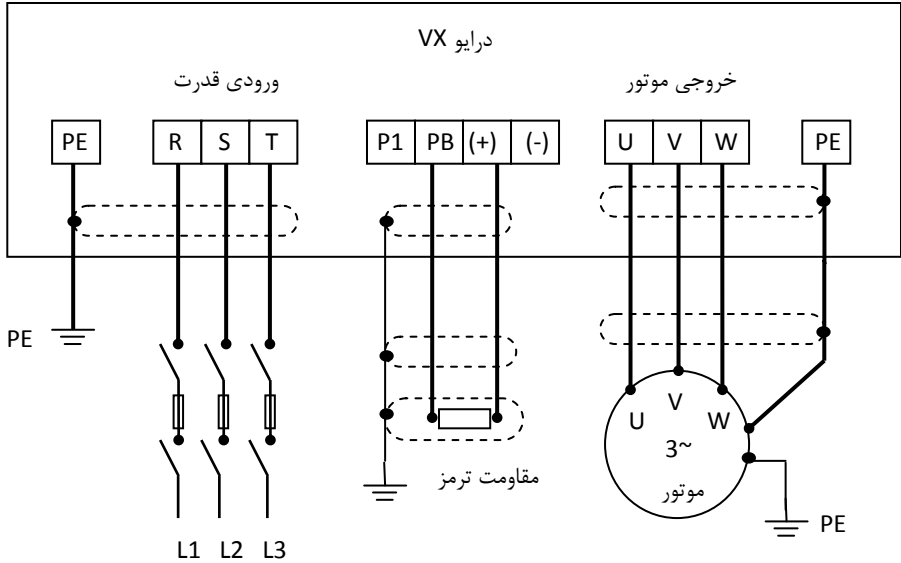 درایو VX
ورودی قدرت
خروجی موتور
PE R S T P1 PB (+) (-) U V W PE
PE
U V W
3~
موتور
مقاومت ترمز
PE
L1 L2 L3